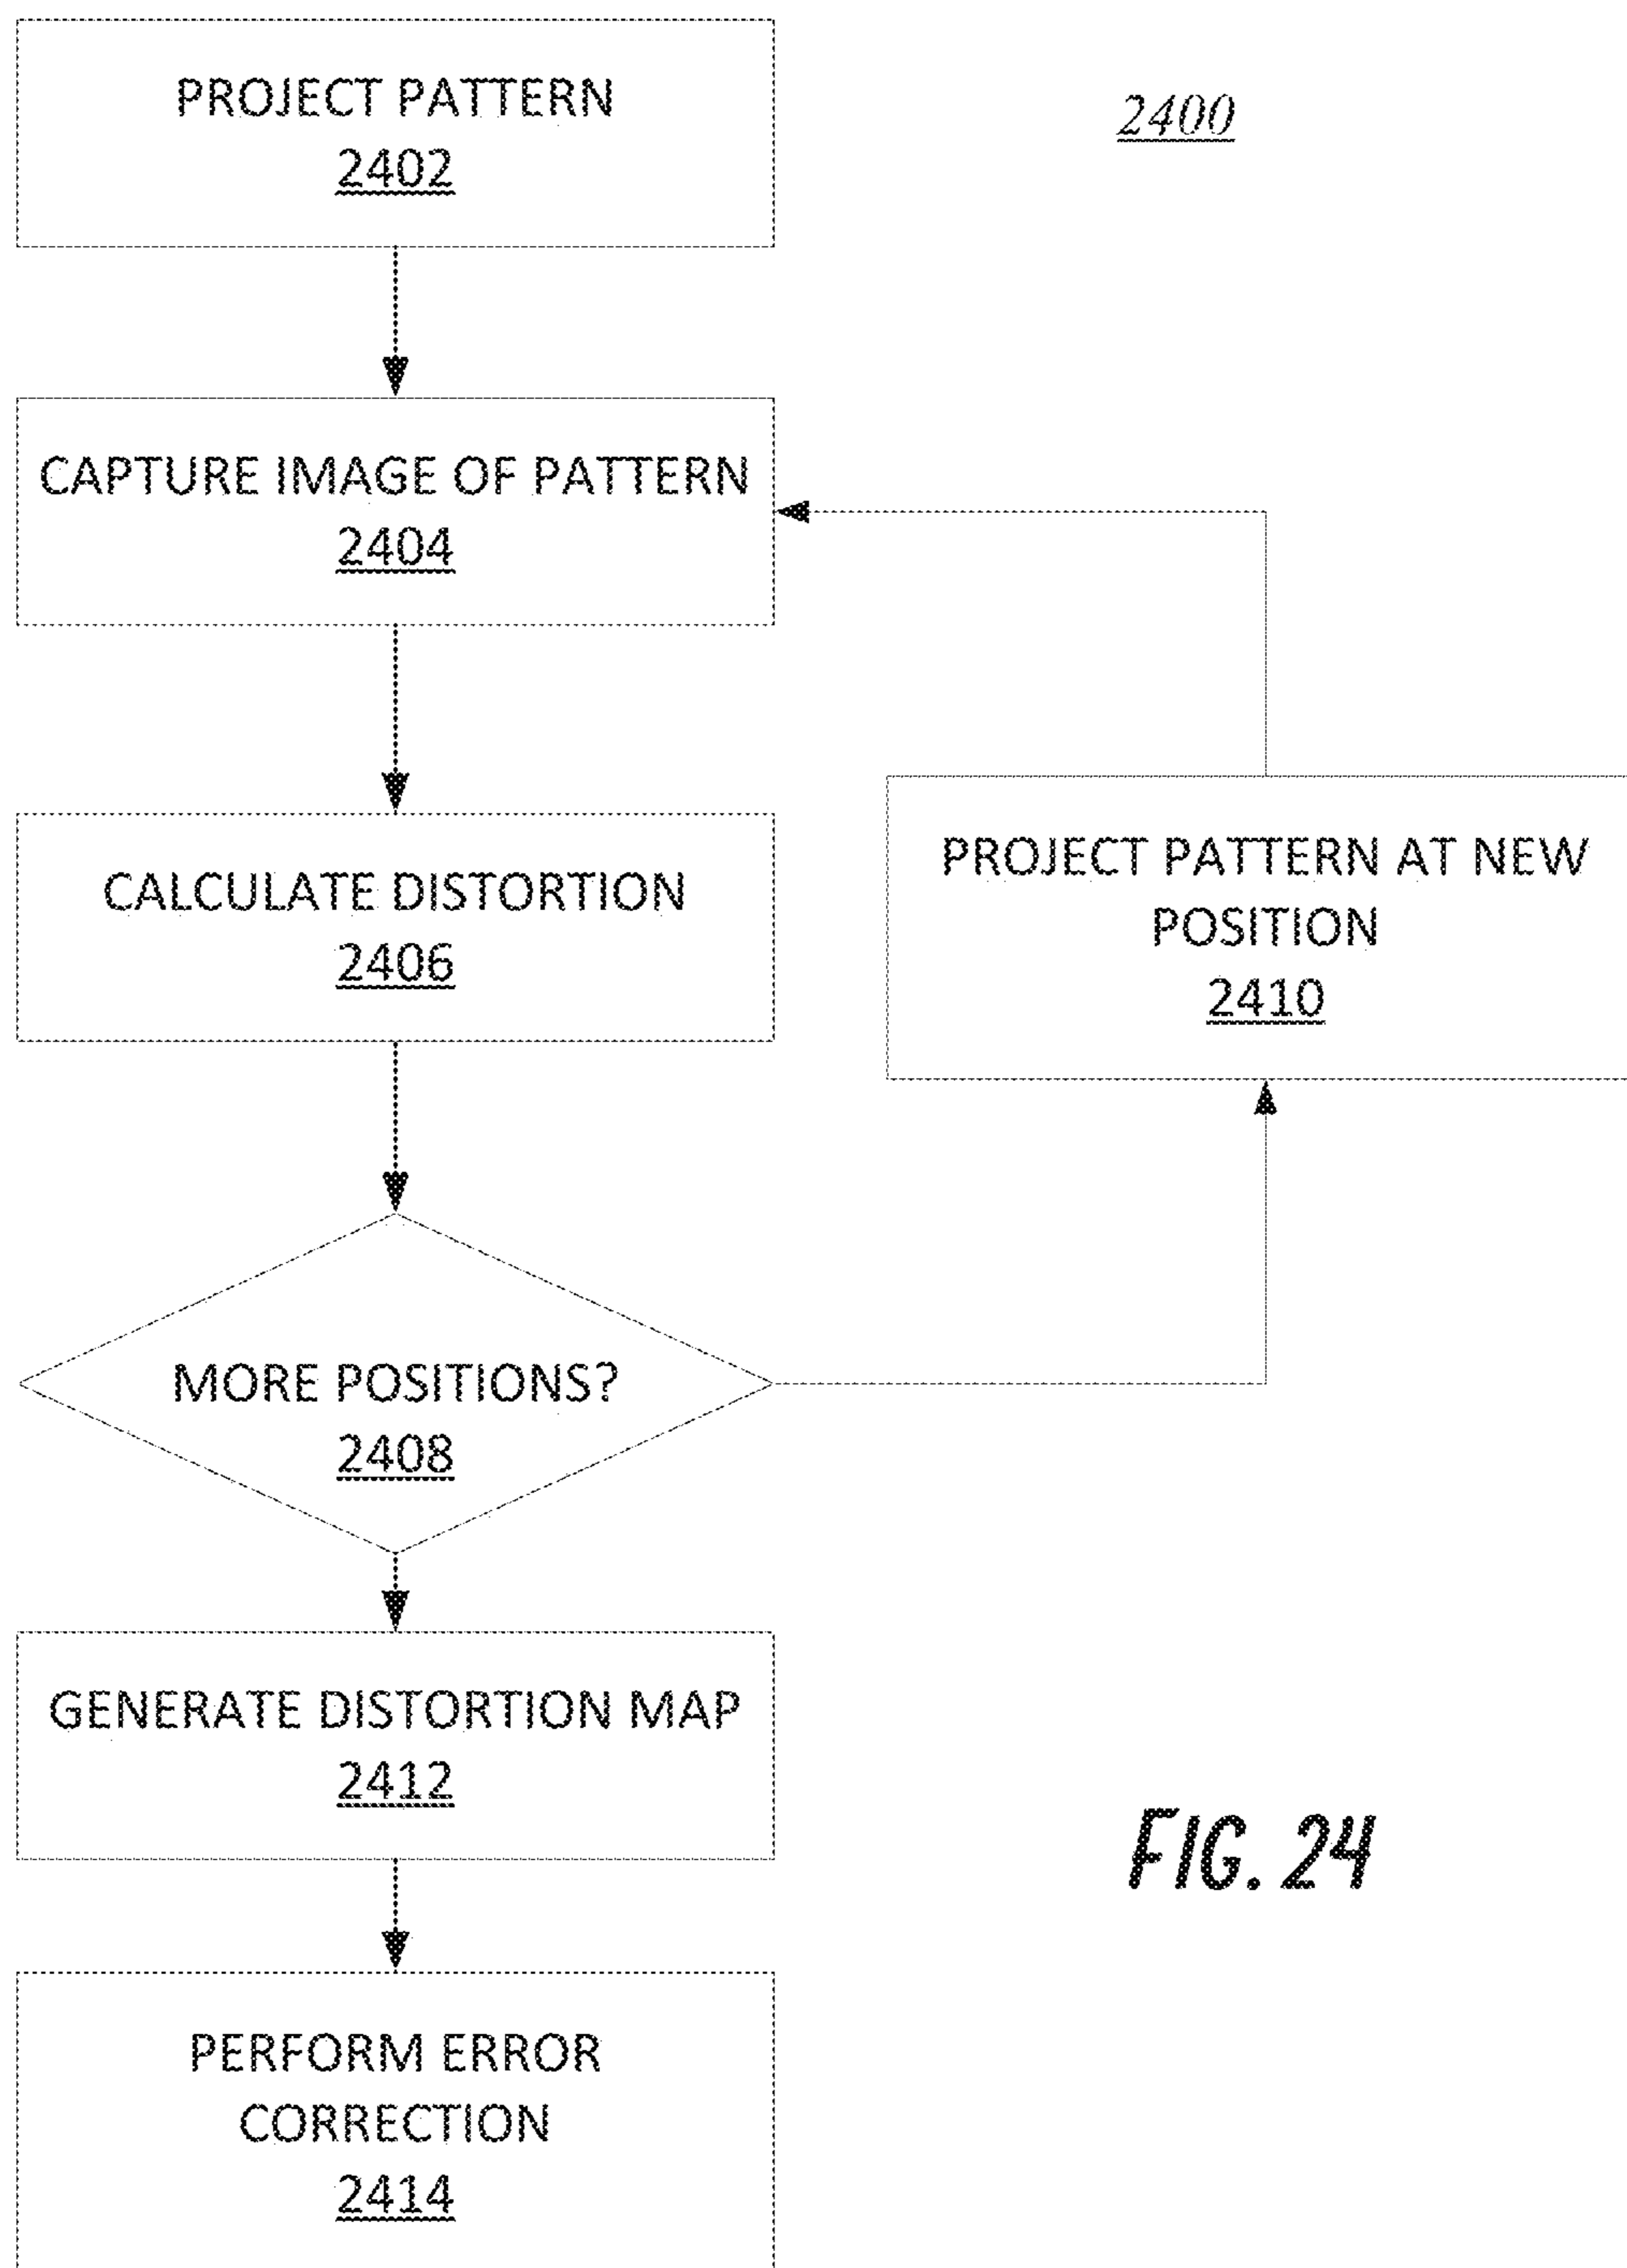 PROJECT PATTERN
2402
2400
CAPTURE IMAGE OF PATTERN
2404
CALCULATE DISTORTION
2406
PROJECT PATTERN AT NEW
POSITION
2410
MORE POSITIONS?
2408
GENERATE DISTORTION MAP
2412
FIG. 24
PERFORM ERROR
CORRECTION
2414